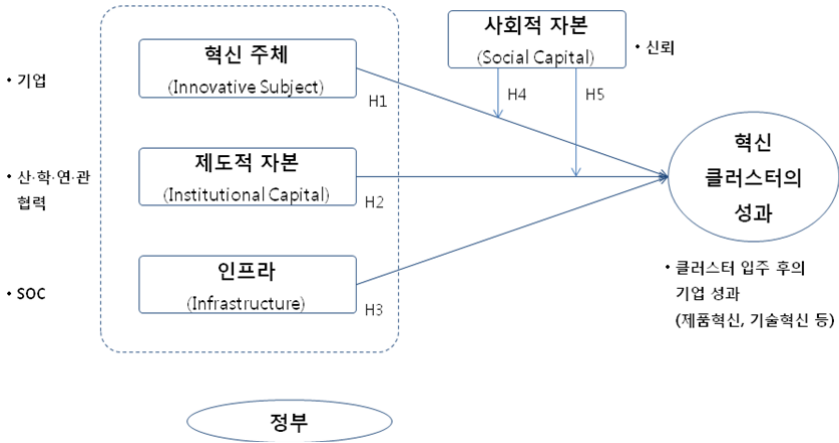 사회적 자본
(Social Capital)
• 신뢰
혁신 주체
(Innovative Subject)
• 기업
H1
H4
H5
제도적 자본
(Institutional Capital)
• 산·학·연·관
협력
H2
혁신
클러스터의
성과
인프라
(Infrastructure)
• SOC
H3
• 클러스터 입주 후의
기업 성과
(제품혁신, 기술혁신 등)
정부